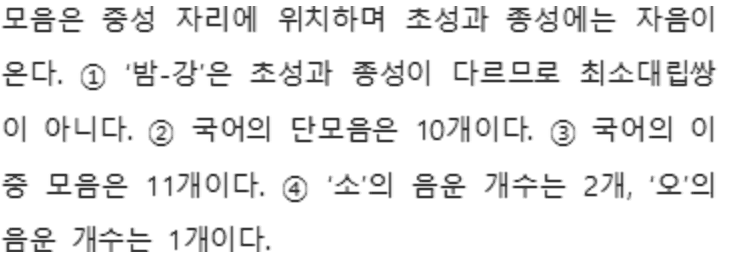 모음은 중성 자리에 위치하며 초성과 종성에는 자음이
온다. ① ‘밤-강’은 초성과 종성이 다르므로 최소대립쌍
이 아니다. ② 국어의 단모음은 10개이다. ③ 국어의 이
중 모음은 11개이다. ④ ‘소’의 음운 개수는 2개, ‘오’의
음운 개수는 1개이다.